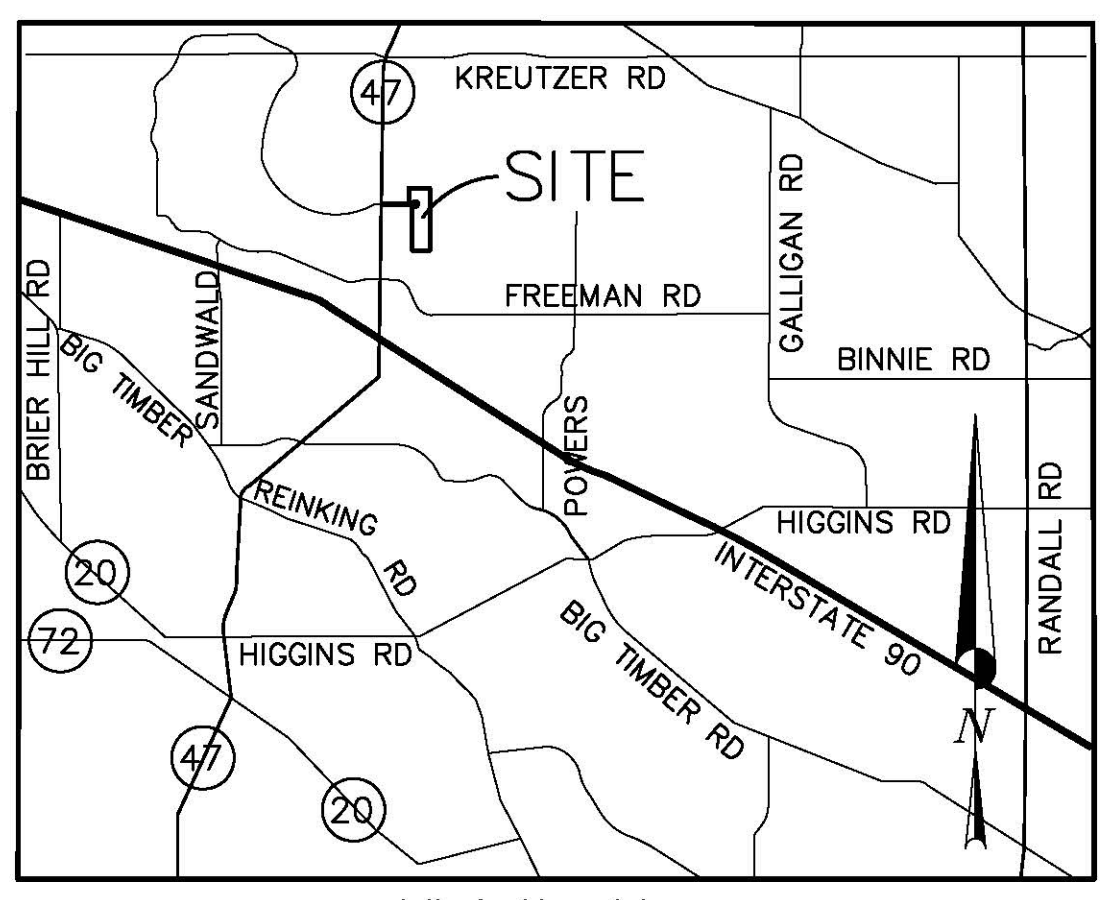 KREUTZER RD
47
SITE
GALLIGAN RD
BRIER HILL RD
SANDWALD
FREEMAN RD
BIG TIMBER
BINNIE RD
POWERS
REINKING RD
HIGGINS RD
RANDALL RD
INTERSTATE 90
20
72
BIG TIMBER RD
HIGGINS RD
N
47
20